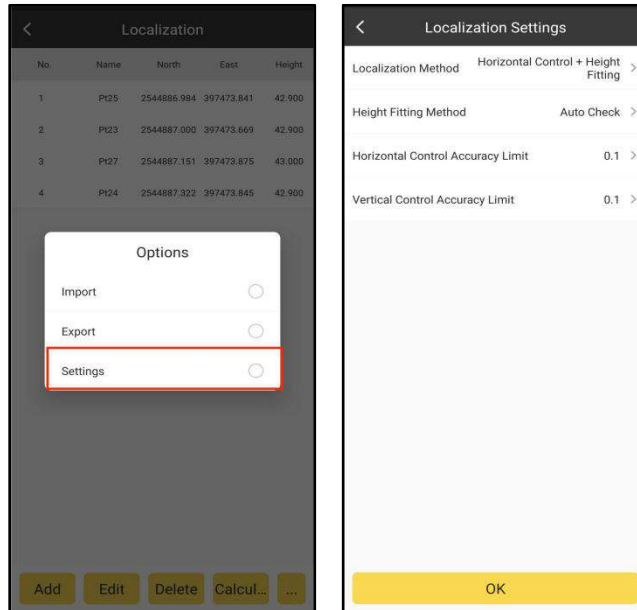 Localization
No. Name North East Height
1 Pt25 2544886.984 397473.841 42.900
2 Pt23 2544887.000 397473.669 42.900
3 Pt27 2544887.151 397473.875 43.000
4 Pt24 2544887.322 397473.845 42.900
Options
Import
Export
Settings
Add Edit Delete Calcul... ...
Localization Settings
Localization Method Horizontal Control + Height
Fitting
Height Fitting Method Auto Check
Horizontal Control Accuracy Limit 0.1
Vertical Control Accuracy Limit 0.1
OK